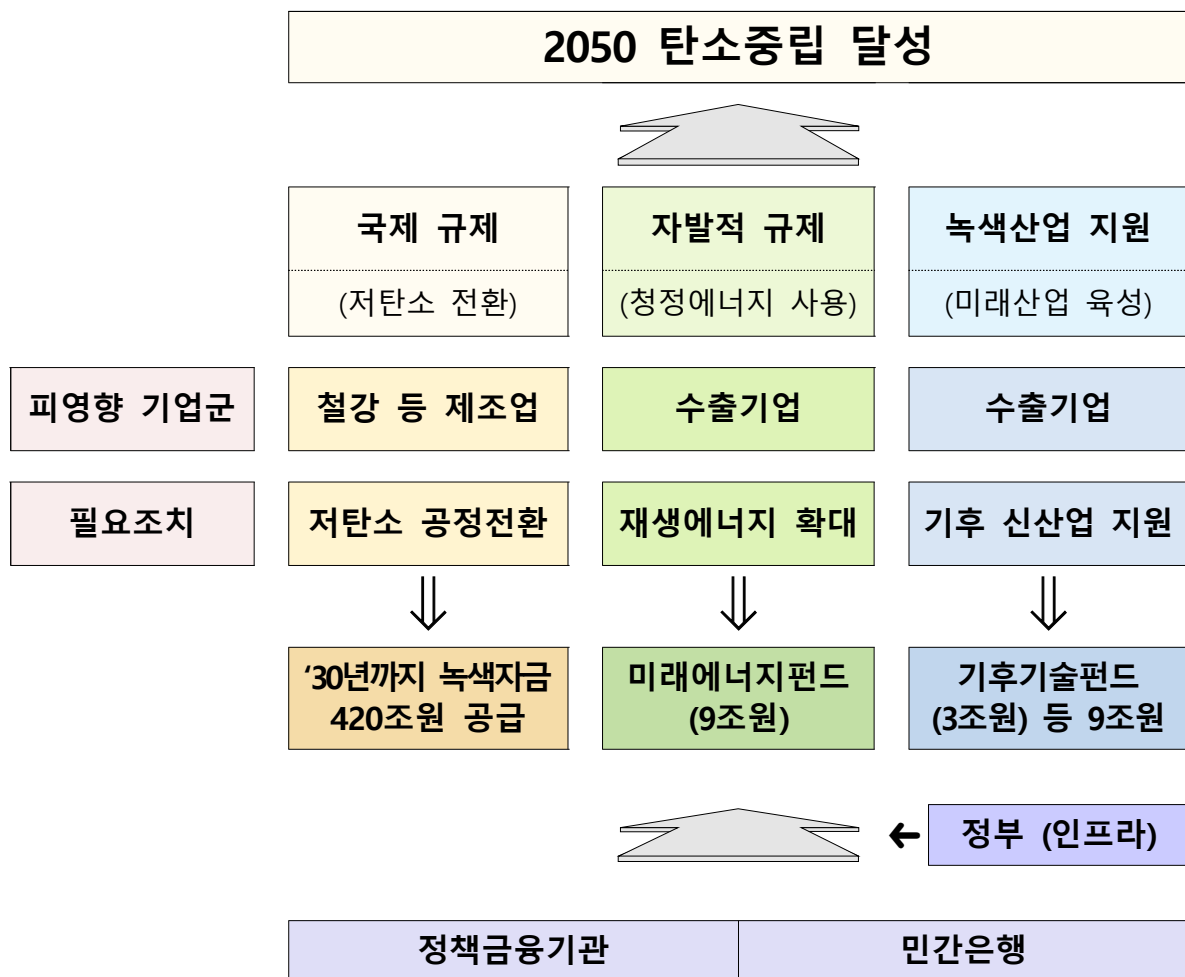 2050 탄소중립 달성
국제 규제
자발적 규제
녹색산업 지원
(저탄소 전환)
(청정에너지 사용)
(미래산업 육성)
피영향 기업군
철강 등 제조업
수출기업
수출기업
필요조치
저탄소 공정전환
재생에너지 확대
기후 신산업 지원
‘30년까지 녹색자금
420조원 공급
미래에너지펀드
(9조원)
기후기술펀드
(3조원) 등 9조원
정부 (인프라)
정책금융기관
민간은행